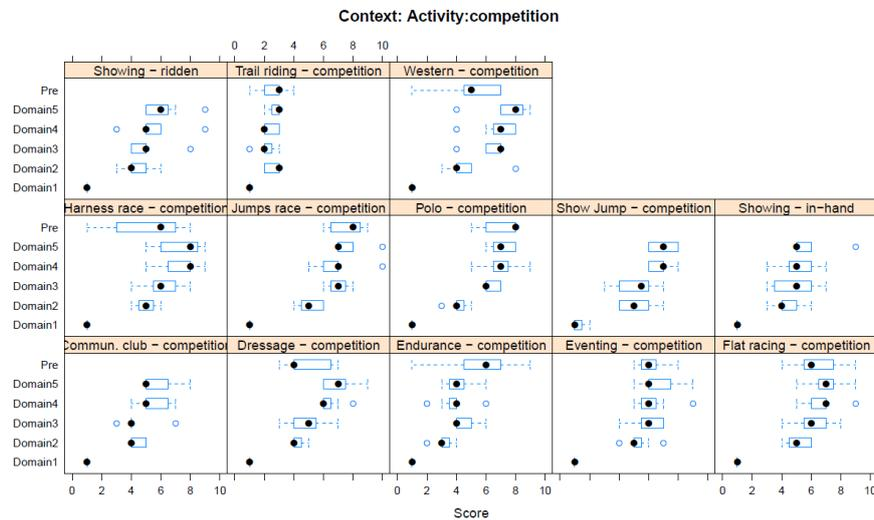 Context: Activity:competition
0 2 4 6 8 10
Showing − ridden Trail riding − competition Western − competition
Pre
Domain5
Domain4
Domain3
Domain2
Domain1
Harness race − competition Jumps race − competition Polo − competition Show Jump − competition Showing − in−hand
Pre
Domain5
Domain4
Domain3
Domain2
Domain1
Commun. club − competition Dressage − competition Endurance − competition Eventing − competition Flat racing − competition
Pre
Domain5
Domain4
Domain3
Domain2
Domain1
0 2 4 6 8 10 0 2 4 6 8 10 0 2 4 6 8 10
Score